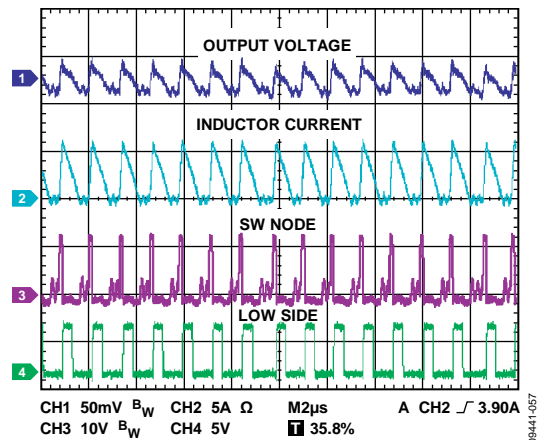 OUTPUT VOLTAGE
1
INDUCTOR CURRENT
2
SW NODE
3
LOW SIDE
4
CH1 50mV BW CH2 5A Ω M2µs A CH2 3.90A
CH3 10V BW CH4 5V T 35.8%
09441-057